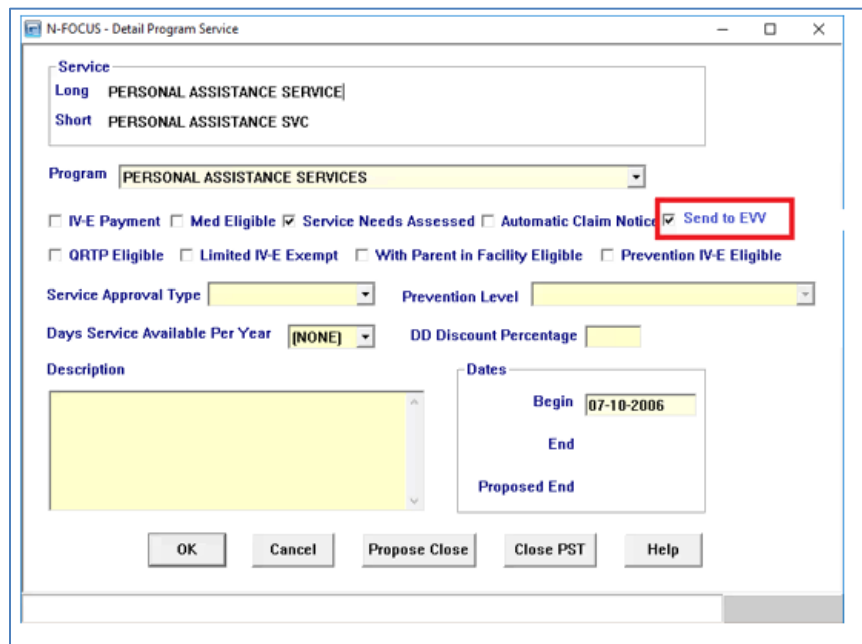 N-FOCUS - Detail Program Service
Service
Long PERSONAL ASSISTANCE SERVICE
Short PERSONAL ASSISTANCE SVC
Program PERSONAL ASSISTANCE SERVICES
IV-E Payment Med Eligible Service Needs Assessed Automatic Claim Notice Send to EVV
QRTP Eligible Limited IV-E Exempt With Parent in Facility Eligible Prevention IV-E Eligible
Service Approval Type Prevention Level
Days Service Available Per Year (NONE) DD Discount Percentage
Description Dates
Begin 07-10-2006
End
Proposed End
OK Cancel Propose Close Close PST Help